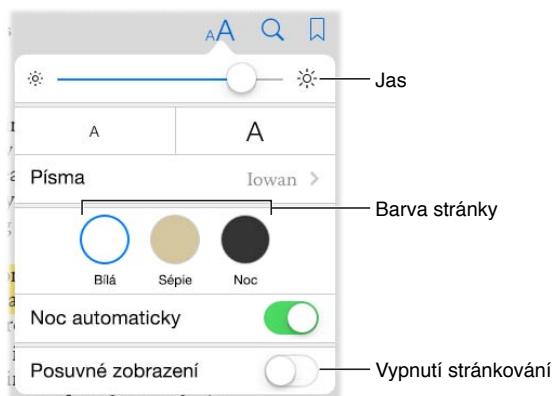 AA
Jas
A A
Písma Iowan
Barva stránky
Bílá Sépie Noc
Noc automaticky
Posuvné zobrazení
Vypnutí stránkování